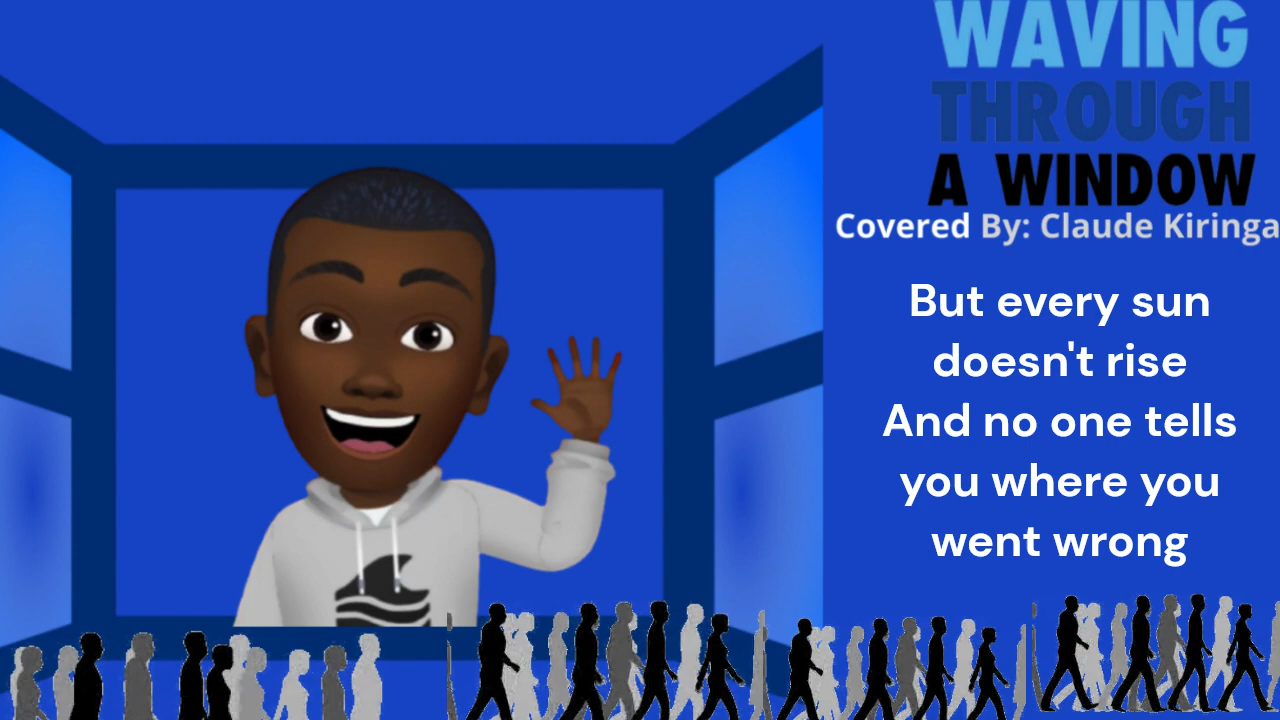 WAVING
THROUGH
A WINDOW
Covered By: Claude Kiringa
But every sun
doesn't rise
And no one tells
you where you
went wrong